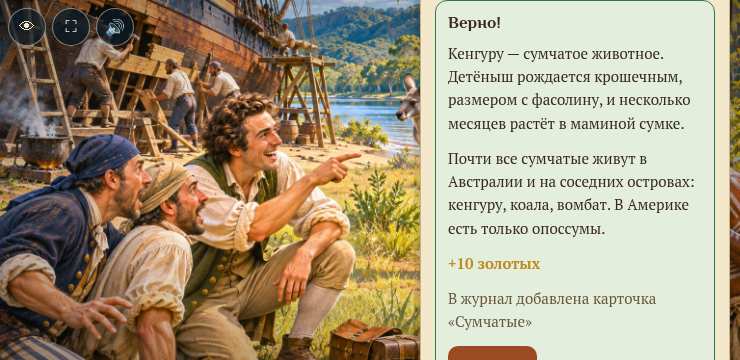 Верно!
Кенгуру — сумчатое животное.
Детёныш рождается крошечным,
размером с фасолину, и несколько
месяцев растёт в маминой сумке.
Почти все сумчатые живут в
Австралии и на соседних островах:
кенгуру, коала, вомбат. В Америке
есть только опоссумы.
+10 золотых
В журнал добавлена карточка
«Сумчатые»